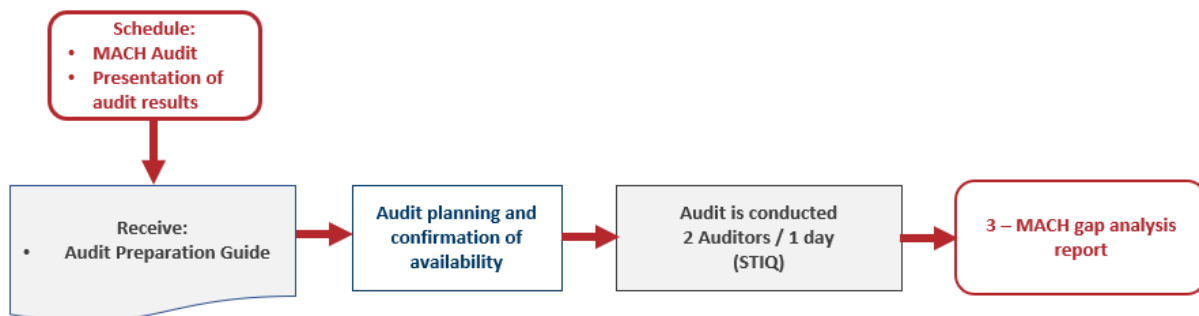 Schedule:
• MACH Audit
• Presentation of
audit results
Receive:
• Audit Preparation Guide
Audit planning and
confirmation of
availability
Audit is conducted
2 Auditors / 1 day
(STIQ)
3 – MACH gap analysis
report